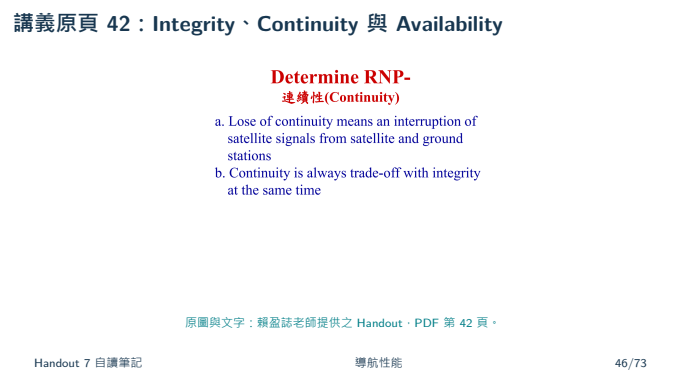 講義原頁 42：Integrity、Continuity 與 Availability
Determine RNP-
連續性(Continuity)
a. Lose of continuity means an interruption of
satellite signals from satellite and ground
stations
b. Continuity is always trade-off with integrity
at the same time
原圖與文字：賴盈誌老師提供之 Handout，PDF 第 42 頁。
Handout 7 自讀筆記
導航性能
46/73